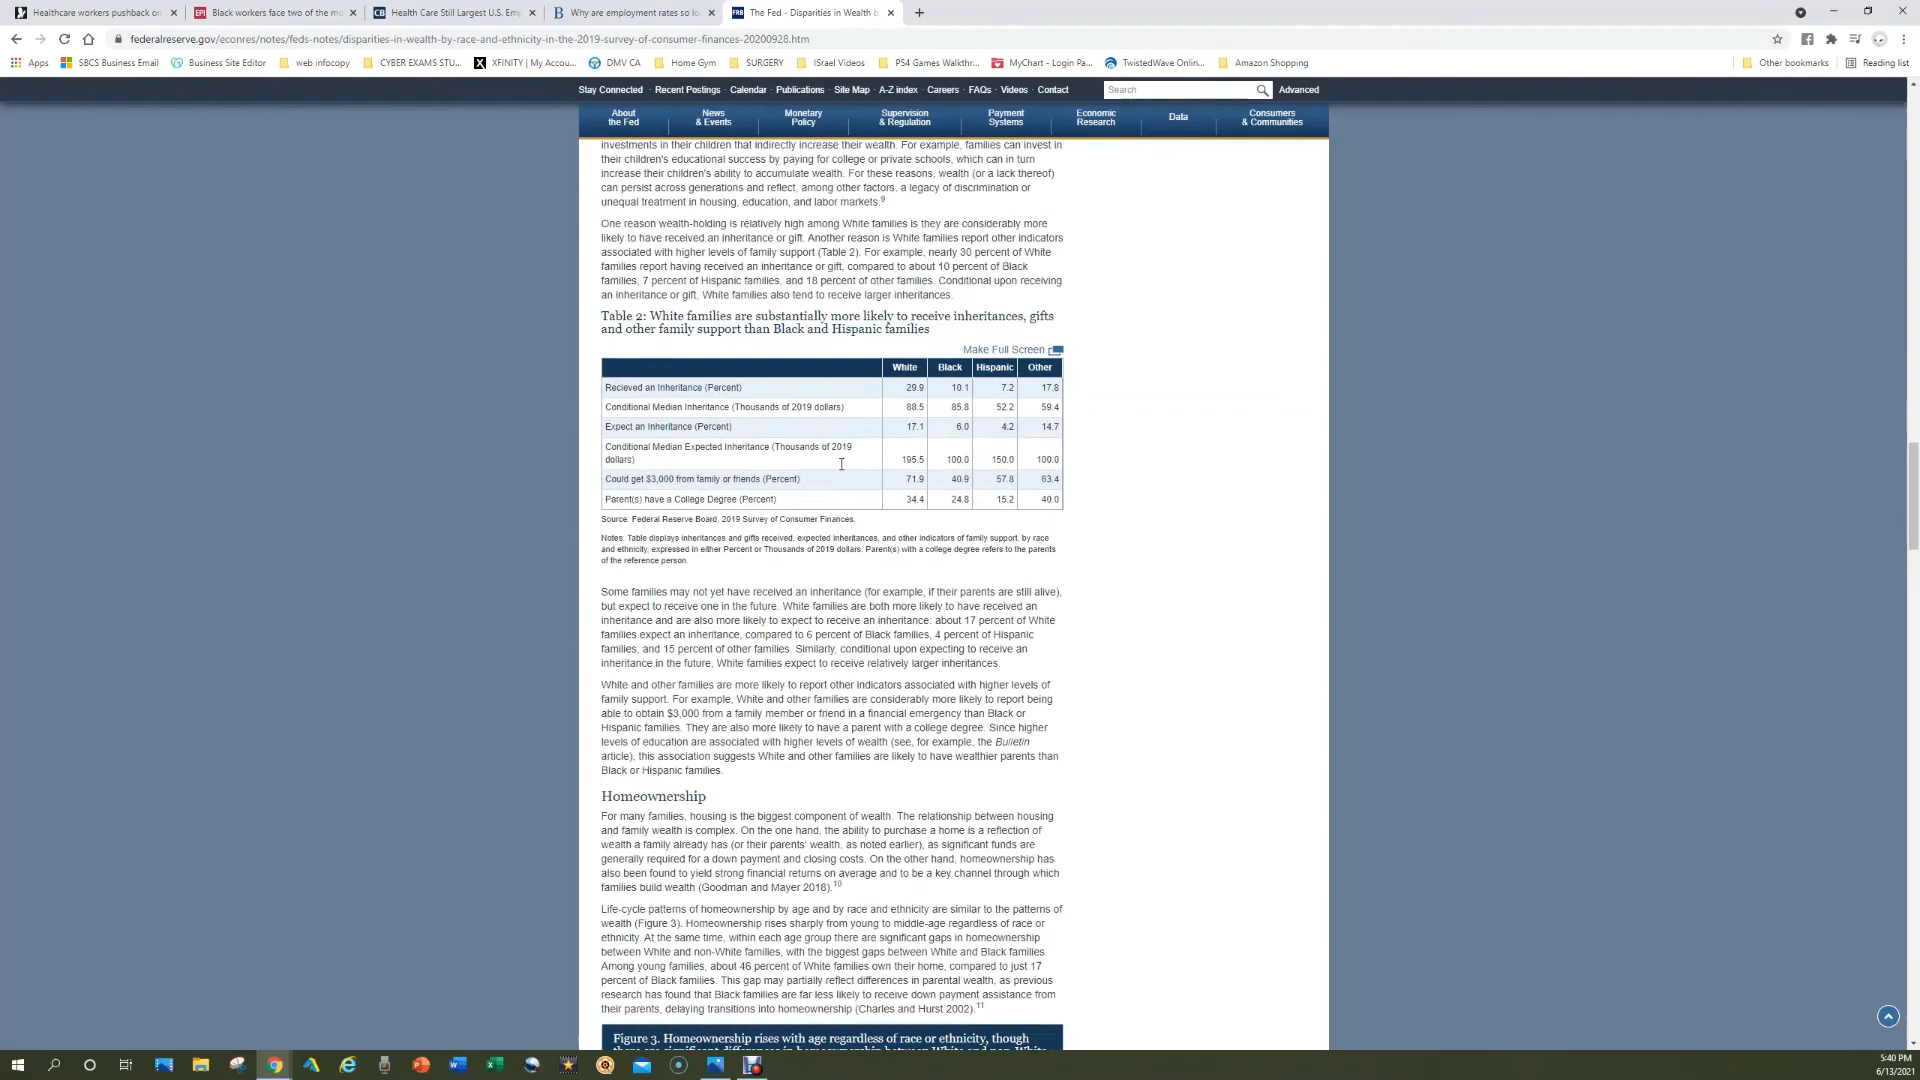 Healthcare workers pushback on
Black workers face two of the mo
Health Care Still Largest U.S. Emp
Why are employment rates so lo
The Fed - Disparities in Wealth b
federalreserve.gov/econres/notes/feds-notes/disparities-in-wealth-by-race-and-ethnicity-in-the-2019-survey-of-consumer-finances-20200928.htm
Apps
SBCS Business Email
Business Site Editor
web infocopy
CYBER EXAMS STU...
XFINITY | My Accou...
DMV CA
Home Gym
SURGERY
ISrael Videos
PS4 Games Walkthr...
MyChart - Login Pa...
TwistedWave Onlin...
Amazon Shopping
Other bookmarks
Reading list
Stay Connected Recent Postings Calendar Publications Site Map A-Z index Careers FAQs Videos Contact
Search
Advanced
About
the Fed
News
& Events
Monetary
Policy
Supervision
& Regulation
Payment
Systems
Economic
Research
Data
Consumers
& Communities
investments in their children that indirectly increase their wealth. For example, families can invest in
their children's educational success by paying for college or private schools, which can in turn
increase their children's ability to accumulate wealth. For these reasons, wealth (or a lack thereof)
can persist across generations and reflect, among other factors, a legacy of discrimination or
unequal treatment in housing, education, and labor markets.9
One reason wealth-holding is relatively high among White families is they are considerably more
likely to have received an inheritance or gift. Another reason is White families report other indicators
associated with higher levels of family support (Table 2). For example, nearly 30 percent of White
families report having received an inheritance or gift, compared to about 10 percent of Black
families, 7 percent of Hispanic families, and 18 percent of other families. Conditional upon receiving
an inheritance or gift, White families also tend to receive larger inheritances.
Table 2: White families are substantially more likely to receive inheritances, gifts
and other family support than Black and Hispanic families
Make Full Screen
White Black Hispanic Other
Recieved an Inheritance (Percent) 29.9 10.1 7.2 17.8
Conditional Median Inheritance (Thousands of 2019 dollars) 88.5 85.8 52.2 59.4
Expect an Inheritance (Percent) 17.1 6.0 4.2 14.7
Conditional Median Expected Inheritance (Thousands of 2019
dollars) 195.5 100.0 150.0 100.0
Could get $3,000 from family or friends (Percent) 71.9 40.9 57.8 63.4
Parent(s) have a College Degree (Percent) 34.4 24.8 15.2 40.0
Source: Federal Reserve Board, 2019 Survey of Consumer Finances.
Notes: Table displays inheritances and gifts received, expected inheritances, and other indicators of family support, by race
and ethnicity, expressed in either Percent or Thousands of 2019 dollars. Parent(s) with a college degree refers to the parents
of the reference person.
Some families may not yet have received an inheritance (for example, if their parents are still alive),
but expect to receive one in the future. White families are both more likely to have received an
inheritance and are also more likely to expect to receive an inheritance: about 17 percent of White
families expect an inheritance, compared to 6 percent of Black families, 4 percent of Hispanic
families, and 15 percent of other families. Similarly, conditional upon expecting to receive an
inheritance in the future, White families expect to receive relatively larger inheritances.
White and other families are more likely to report other indicators associated with higher levels of
family support. For example, White and other families are considerably more likely to report being
able to obtain $3,000 from a family member or friend in a financial emergency than Black or
Hispanic families. They are also more likely to have a parent with a college degree. Since higher
levels of education are associated with higher levels of wealth (see, for example, the Bulletin
article), this association suggests White and other families are likely to have wealthier parents than
Black or Hispanic families.
Homeownership
For many families, housing is the biggest component of wealth. The relationship between housing
and family wealth is complex. On the one hand, the ability to purchase a home is a reflection of
wealth a family already has (or their parents' wealth, as noted earlier), as significant funds are
generally required for a down payment and closing costs. On the other hand, homeownership has
also been found to yield strong financial returns on average and to be a key channel through which
families build wealth (Goodman and Mayer 2018).10
Life-cycle patterns of homeownership by age and by race and ethnicity are similar to the patterns of
wealth (Figure 3). Homeownership rises sharply from young to middle-age regardless of race or
ethnicity. At the same time, within each age group there are significant gaps in homeownership
between White and non-White families, with the biggest gaps between White and Black families.
Among young families, about 46 percent of White families own their home, compared to just 17
percent of Black families. This gap may partially reflect differences in parental wealth, as previous
research has found that Black families are far less likely to receive down payment assistance from
their parents, delaying transitions into homeownership (Charles and Hurst 2002).11
Figure 3. Homeownership rises with age regardless of race or ethnicity, though
5:40 PM
6/13/2021